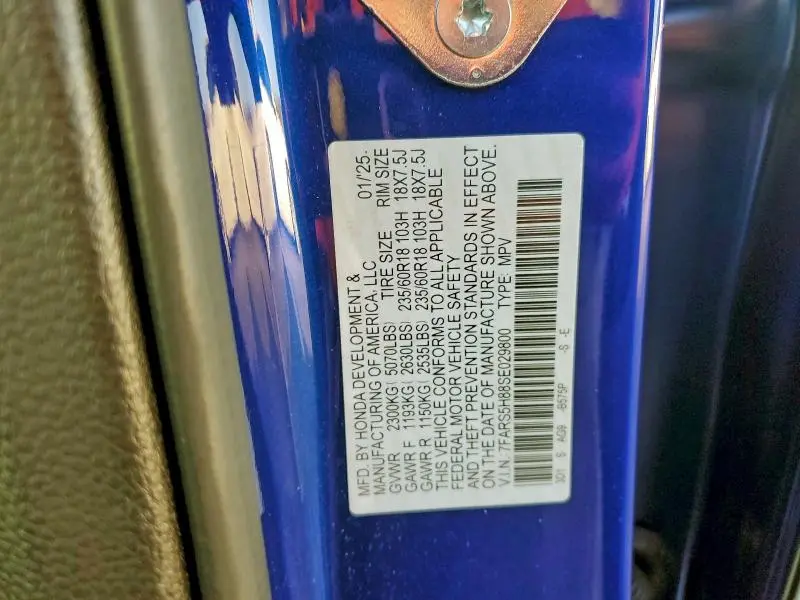 MFD. BY HONDA DEVELOPMENT &
MANUFACTURING OF AMERICA, LLC 01/'25
GVWR 2300KG( 5070LBS) TIRE SIZE RIM SIZE
GAWR F 1193KG( 2630LBS) 235/60R18 103H 18X7.5J
GAWR R 1150KG( 2535LBS) 235/60R18 103H 18X7.5J
THIS VEHICLE CONFORMS TO ALL APPLICABLE
FEDERAL MOTOR VEHICLE SAFETY
AND THEFT PREVENTION STANDARDS IN EFFECT
ON THE DATE OF MANUFACTURE SHOWN ABOVE.
V.I.N.: 7FARS5H88SE029800 TYPE: MPV
AG9 -B575P -S -E